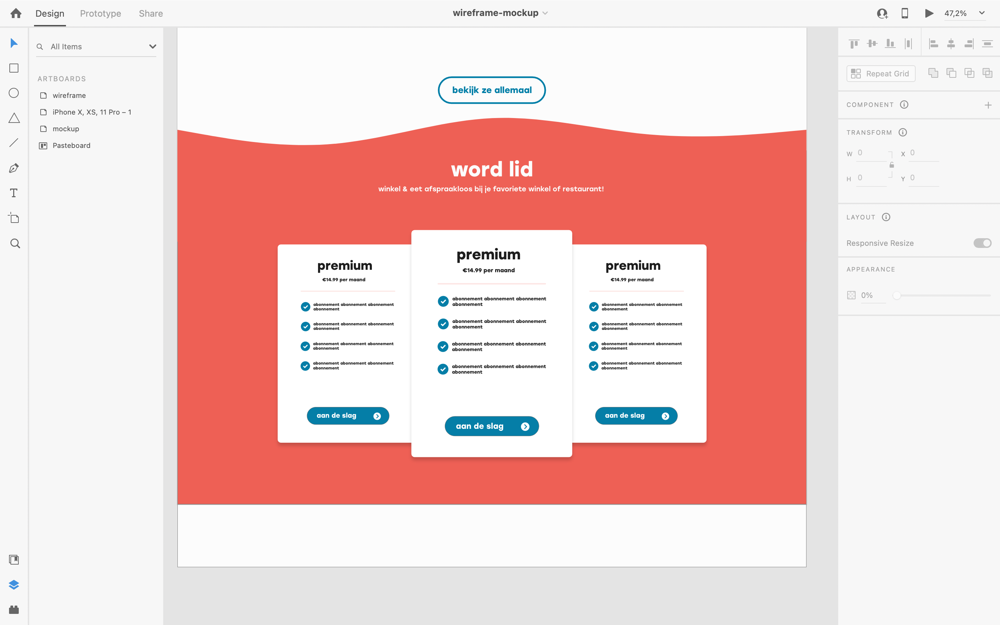 Design Prototype Share
wireframe-mockup
47,2%
All Items
ARTBOARDS
wireframe
iPhone X, XS, 11 Pro – 1
mockup
Pasteboard
bekijk ze allemaal
word lid
winkel & eet afspraakloos bij je favoriete winkel of restaurant!
premium
€14.99 per maand
abonnement abonnement abonnement
abonnement
abonnement abonnement abonnement
abonnement
abonnement abonnement abonnement
abonnement
abonnement abonnement abonnement
abonnement
aan de slag
premium
€14.99 per maand
abonnement abonnement abonnement
abonnement
abonnement abonnement abonnement
abonnement
abonnement abonnement abonnement
abonnement
abonnement abonnement abonnement
abonnement
aan de slag
premium
€14.99 per maand
abonnement abonnement abonnement
abonnement
abonnement abonnement abonnement
abonnement
abonnement abonnement abonnement
abonnement
abonnement abonnement abonnement
abonnement
aan de slag
Repeat Grid
COMPONENT
TRANSFORM
W 0 X 0
H 0 Y 0
LAYOUT
Responsive Resize
APPEARANCE
0%